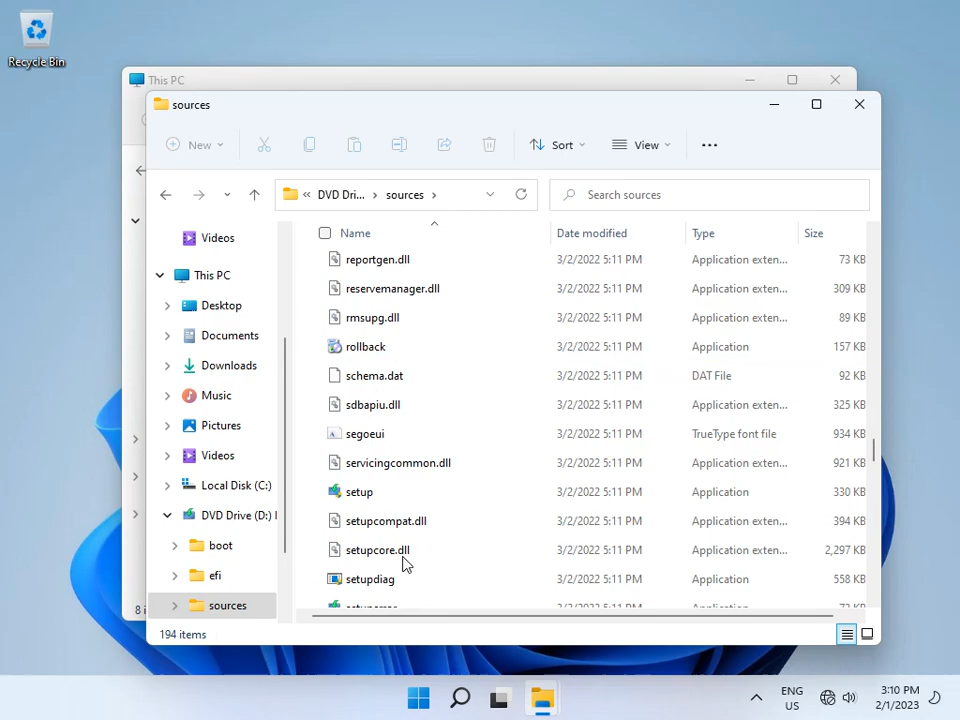 Recycle Bin
This PC
sources
New
Sort
View
« DVD Dri... > sources >
Search sources
Name
Date modified
Type
Size
Videos
This PC
Desktop
Documents
Downloads
Music
Pictures
Videos
Local Disk (C:)
DVD Drive (D:)
boot
efi
sources
reportgen.dll 3/2/2022 5:11 PM Application exten... 73 KB
reservemanager.dll 3/2/2022 5:11 PM Application exten... 309 KB
rmsupg.dll 3/2/2022 5:11 PM Application exten... 89 KB
rollback 3/2/2022 5:11 PM Application 157 KB
schema.dat 3/2/2022 5:11 PM DAT File 92 KB
sdbapiu.dll 3/2/2022 5:11 PM Application exten... 325 KB
segoeui 3/2/2022 5:11 PM TrueType font file 934 KB
servicingcommon.dll 3/2/2022 5:11 PM Application exten... 921 KB
setup 3/2/2022 5:11 PM Application 330 KB
setupcompat.dll 3/2/2022 5:11 PM Application exten... 394 KB
setupcore.dll 3/2/2022 5:11 PM Application exten... 2,297 KB
setupdiag 3/2/2022 5:11 PM Application 558 KB
8 i
194 items
ENG
US
3:10 PM
2/1/2023